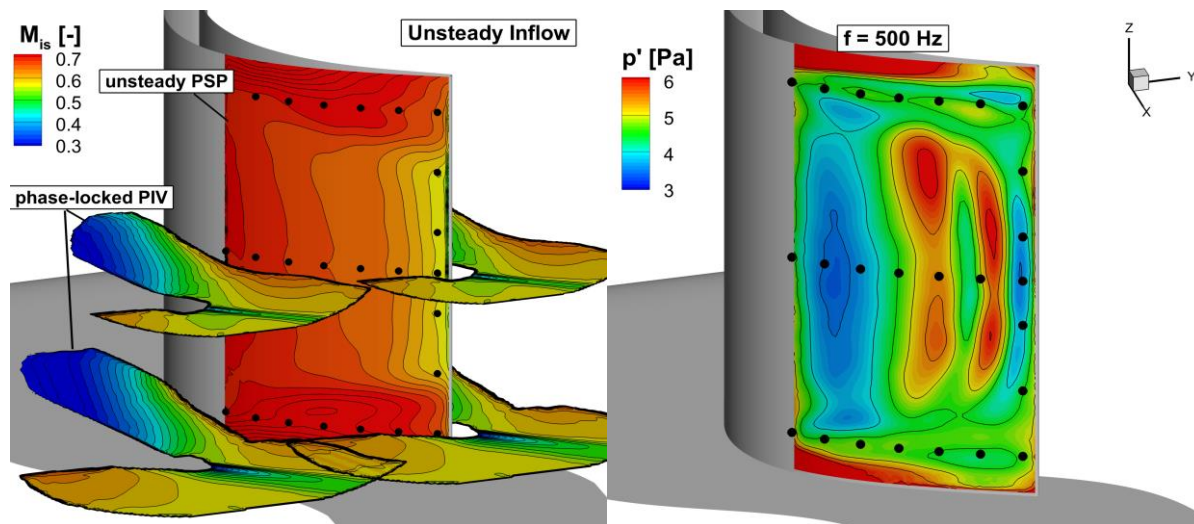 M_is [-]
0.7
0.6
0.5
0.4
0.3
Unsteady Inflow
unsteady PSP
phase-locked PIV
f = 500 Hz
p' [Pa]
6
5
4
3
Z
Y
X